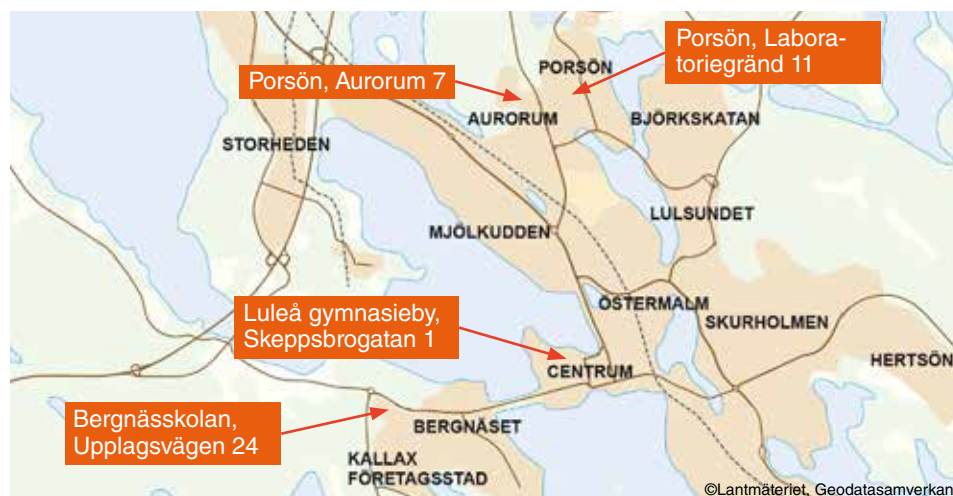 Porsön, Labora-
toriegränd 11
PORSÖN
Porsön, Aurorum 7
AURORUM
BJÖRKSKATAN
STORHEDEN
LULSUNDET
MJÖLKUDDEN
ÖSTERMALM
Luleå gymnasieby,
Skeppsbrogatan 1
SKURHOLMEN
HERTSÖN
CENTRUM
Bergnässkolan,
Upplagsvägen 24
BERGNÄSET
KALLAX
FÖRETAGSSTAD
©Lantmäteriet, Geodatasamverkan